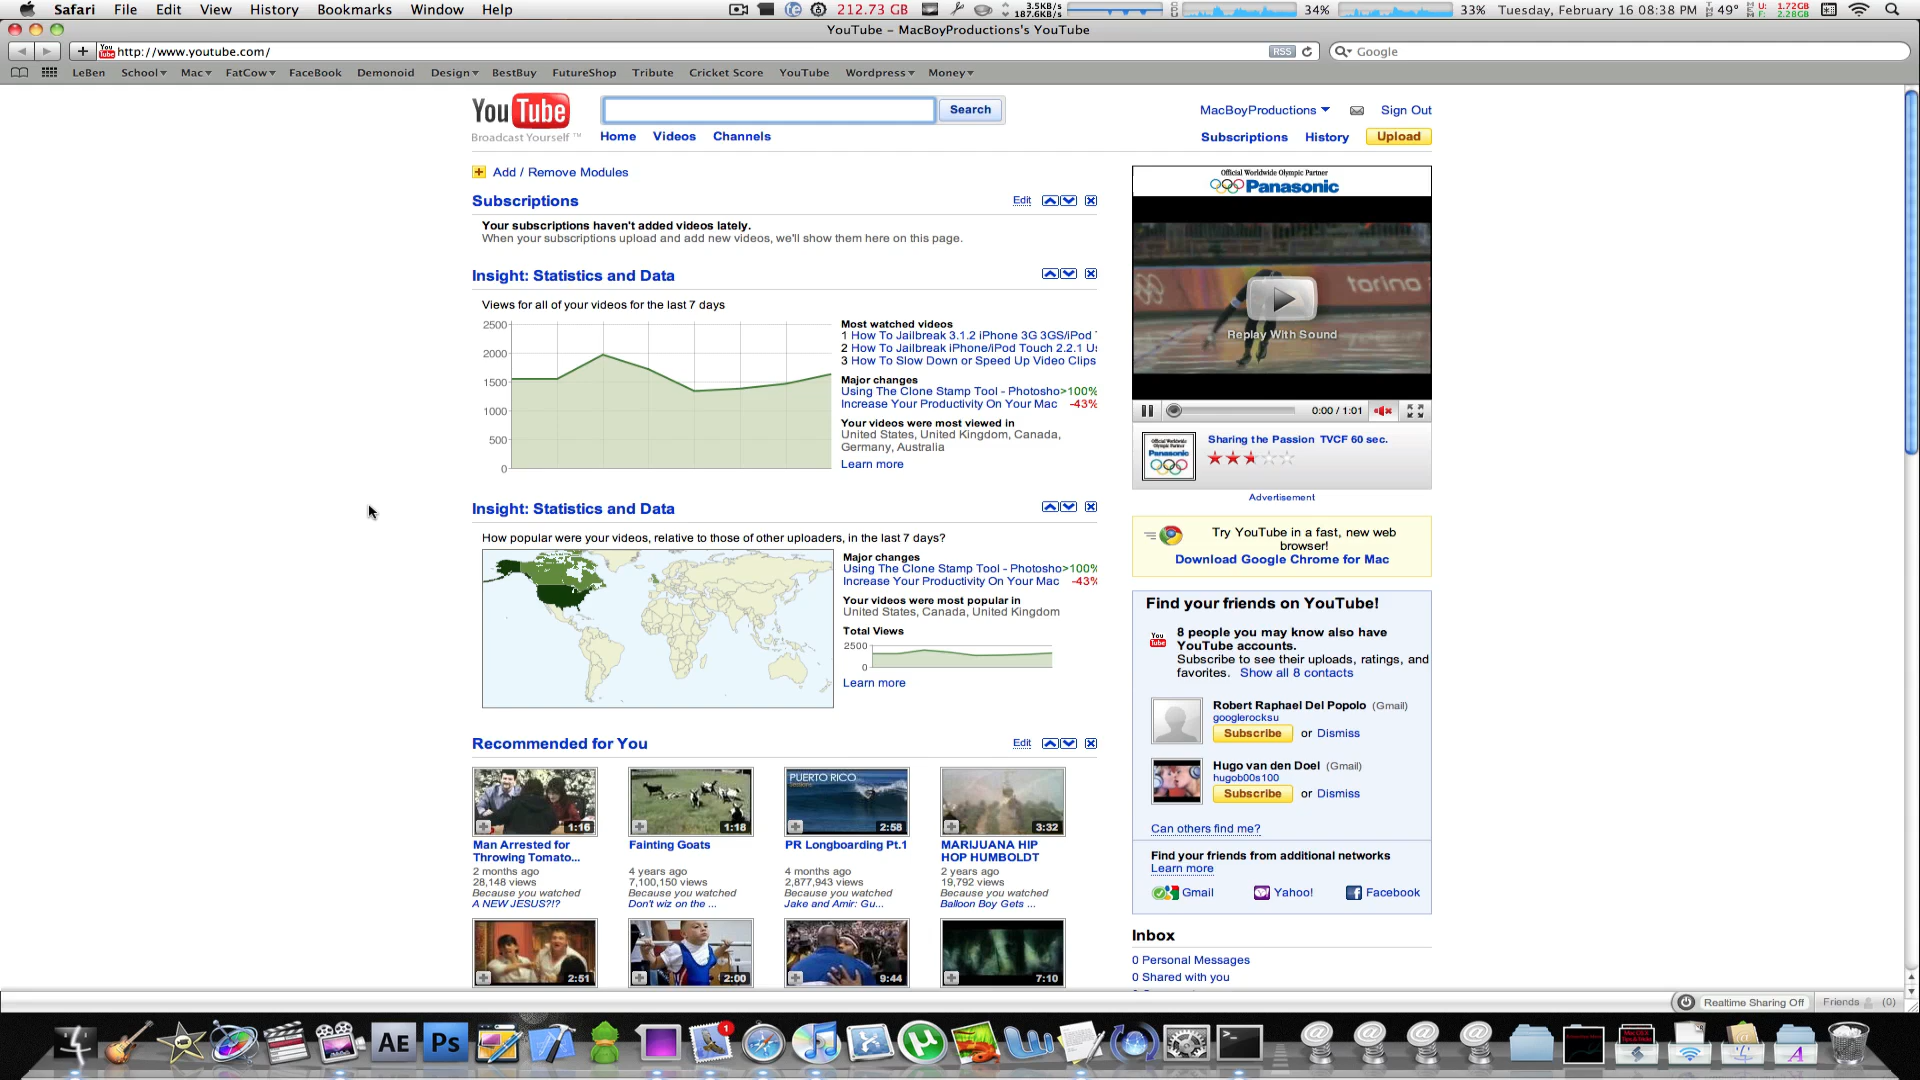 Safari File Edit View History Bookmarks Window Help
212.73 GB
3.5KB/s
187.6KB/s
34%
33%
Tuesday, February 16 08:38 PM
49°
U: 1.72GB
F: 2.28GB
YouTube – MacBoyProductions's YouTube
http://www.youtube.com/
RSS
Google
LeBen School Mac FatCow FaceBook Demonoid Design BestBuy FutureShop Tribute Cricket Score YouTube Wordpress Money
YouTube
Broadcast Yourself ™
Search
Home Videos Channels
MacBoyProductions Sign Out
Subscriptions History Upload
Add / Remove Modules
Subscriptions
Edit
Your subscriptions haven't added videos lately.
When your subscriptions upload and add new videos, we'll show them here on this page.
Insight: Statistics and Data
Views for all of your videos for the last 7 days
2500
2000
1500
1000
500
0
Most watched videos
1 How To Jailbreak 3.1.2 iPhone 3G 3GS/iPod
2 How To Jailbreak iPhone/iPod Touch 2.2.1 Us
3 How To Slow Down or Speed Up Video Clips
Major changes
Using The Clone Stamp Tool - Photosho >100%
Increase Your Productivity On Your Mac -43%
Your videos were most viewed in
United States, United Kingdom, Canada,
Germany, Australia
Learn more
Insight: Statistics and Data
How popular were your videos, relative to those of other uploaders, in the last 7 days?
Major changes
Using The Clone Stamp Tool - Photosho >100%
Increase Your Productivity On Your Mac -43%
Your videos were most popular in
United States, Canada, United Kingdom
Total Views
2500
0
Learn more
Recommended for You
Edit
1:16
Man Arrested for
Throwing Tomato...
2 months ago
28,148 views
Because you watched
A NEW JESUS?!?
1:18
Fainting Goats
4 years ago
7,100,150 views
Because you watched
Don't wiz on the ...
PUERTO RICO
2:58
PR Longboarding Pt.1
4 months ago
2,877,943 views
Because you watched
Jake and Amir: Gu...
3:32
MARIJUANA HIP
HOP HUMBOLDT
2 years ago
19,792 views
Because you watched
Balloon Boy Gets ...
2:51
2:00
9:44
7:10
Official Worldwide Olympic Partner
Panasonic
torino
Replay With Sound
0:00 / 1:01
Official Worldwide
Olympic Partner
Panasonic
Sharing the Passion TVCF 60 sec.
Advertisement
Try YouTube in a fast, new web
browser!
Download Google Chrome for Mac
Find your friends on YouTube!
You
Tube
8 people you may know also have
YouTube accounts.
Subscribe to see their uploads, ratings, and
favorites. Show all 8 contacts
Robert Raphael Del Popolo (Gmail)
googlerocksu
Subscribe or Dismiss
Hugo van den Doel (Gmail)
hugob00s100
Subscribe or Dismiss
Can others find me?
Find your friends from additional networks
Learn more
Gmail Yahoo! Facebook
Inbox
0 Personal Messages
0 Shared with you
Realtime Sharing Off
Friends (0)
AE
Ps
1